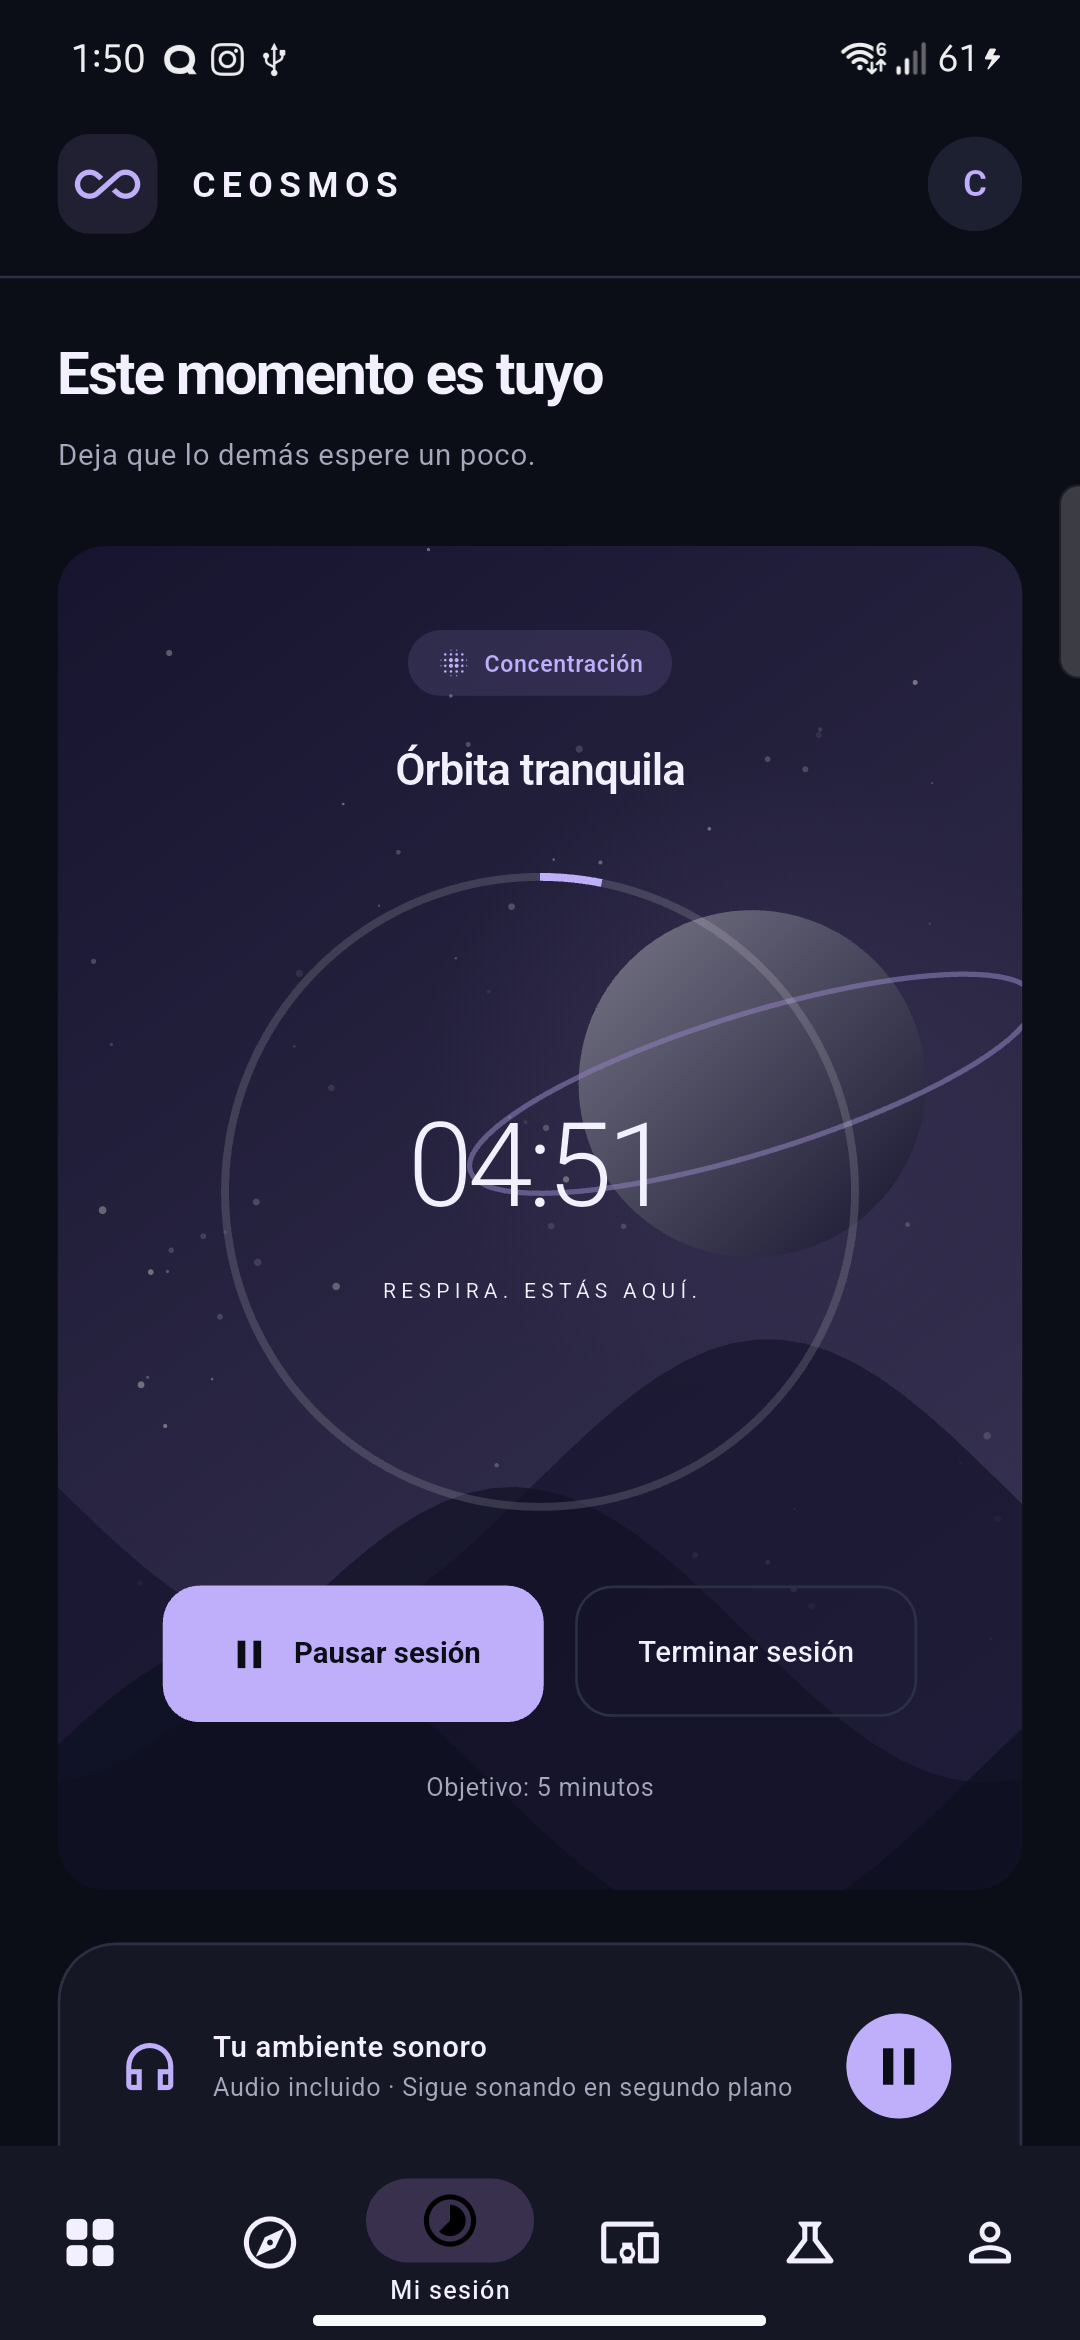 1:50
6
61
CEOSMOS
C
Este momento es tuyo
Deja que lo demás espere un poco.
Concentración
Órbita tranquila
04:51
RESPIRA. ESTÁS AQUÍ.
Pausar sesión
Terminar sesión
Objetivo: 5 minutos
Tu ambiente sonoro
Audio incluido · Sigue sonando en segundo plano
Mi sesión